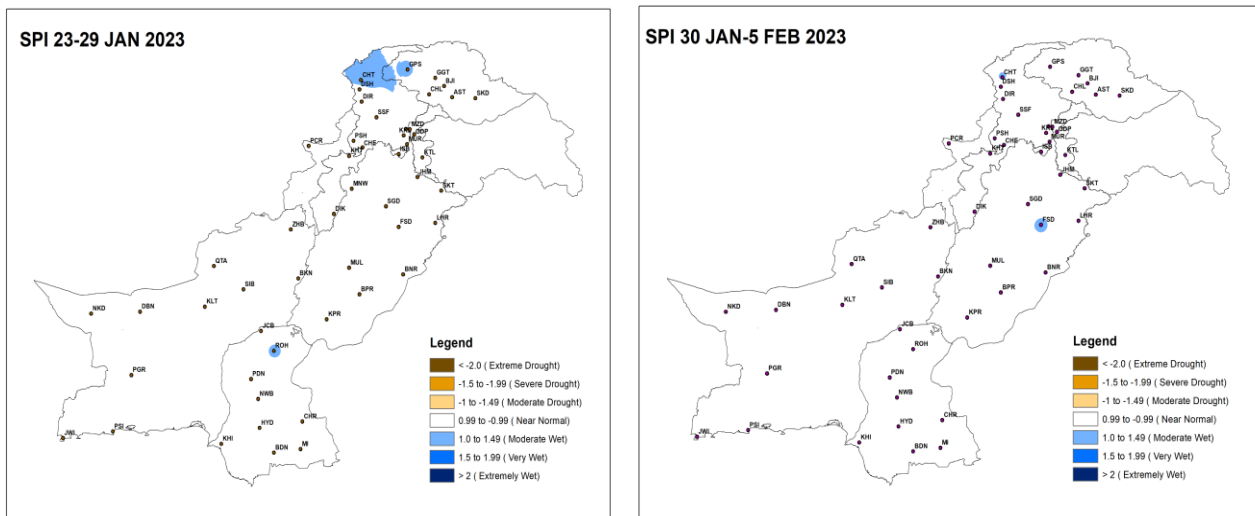 SPI 23-29 JAN 2023
CHT
GPS
DSH
GGT
BJI
DIR
CHL
AST
SKD
SSF
MZD
PCR
PSH
CHE
MUR
KHT
ISB
KTL
JHM
MNW
SKT
DIK
SGD
ZHB
FSD
LHR
QTA
MUL
BKN
BNR
SIB
BPR
NKD
DBN
KLT
KPR
JCB
ROH
PGR
PDN
NWB
CHR
HYD
JWI
PSI
KHI
BDN
MI
Legend
< -2.0 ( Extreme Drought)
-1.5 to -1.99 ( Severe Drought)
-1 to -1.49 ( Moderate Drought)
0.99 to -0.99 ( Near Normal)
1.0 to 1.49 ( Moderate Wet)
1.5 to 1.99 ( Very Wet)
> 2 ( Extremely Wet)
SPI 30 JAN-5 FEB 2023
GPS
CHT
GGT
DSH
BJI
DIR
CHL
AST
SKD
SSF
MZD
PCR
PSH
CHE
MUR
KHT
ISB
KTL
JHM
SKT
DIK
SGD
FSD
LHR
ZHB
QTA
MUL
BKN
BNR
SIB
BPR
NKD
DBN
KLT
KPR
JCB
ROH
PGR
PDN
NWB
CHR
HYD
JWI
PSI
KHI
BDN
MI
Legend
< -2.0 ( Extreme Drought)
-1.5 to -1.99 ( Severe Drought)
-1 to -1.49 ( Moderate Drought)
0.99 to -0.99 ( Near Normal)
1.0 to 1.49 ( Moderate Wet)
1.5 to 1.99 ( Very Wet)
> 2 ( Extremely Wet)